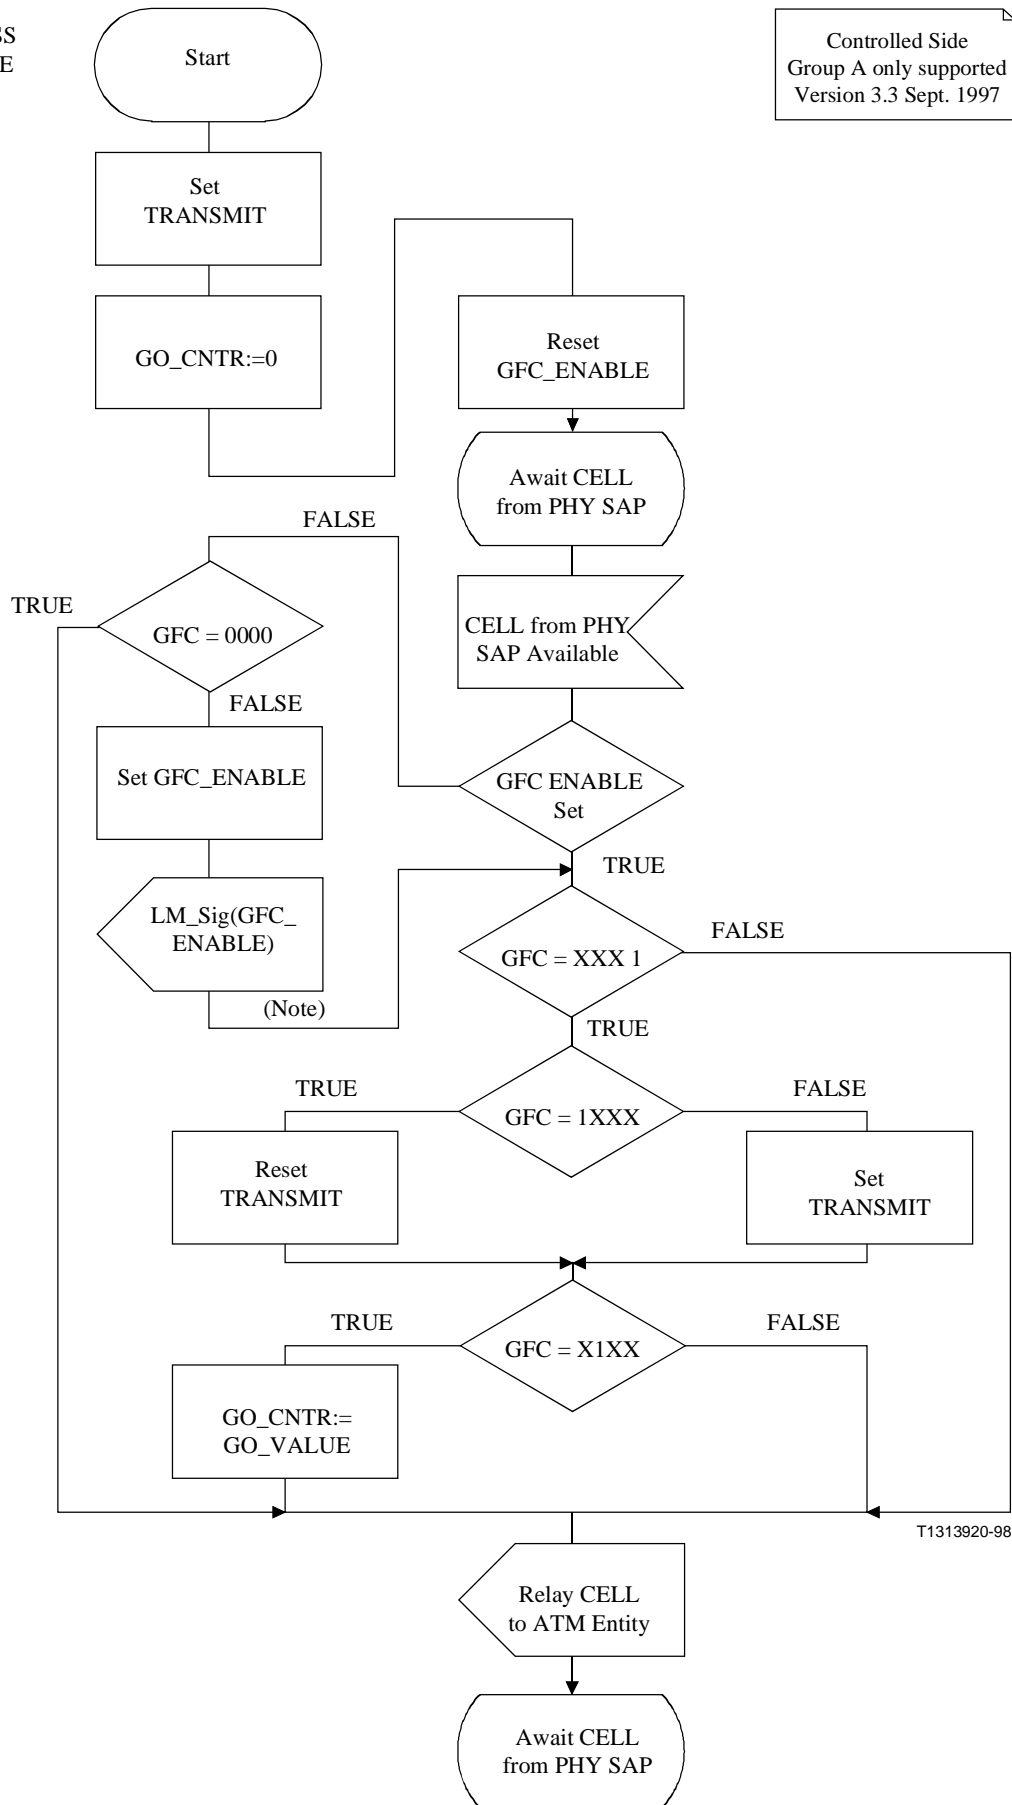 Start
Controlled Side
Group A only supported
Version 3.3 Sept. 1997
Set
TRANSMIT
GO_CNTR:=0
Reset
GFC_ENABLE
Await CELL
from PHY SAP
FALSE
TRUE
GFC = 0000
CELL from PHY
SAP Available
FALSE
Set GFC_ENABLE
GFC ENABLE
Set
TRUE
LM_Sig(GFC_
ENABLE)
(Note)
GFC = XXX 1
FALSE
TRUE
TRUE
GFC = 1XXX
FALSE
Reset
TRANSMIT
Set
TRANSMIT
TRUE
GFC = X1XX
FALSE
GO_CNTR:=
GO_VALUE
T1313920-98
Relay CELL
to ATM Entity
Await CELL
from PHY SAP